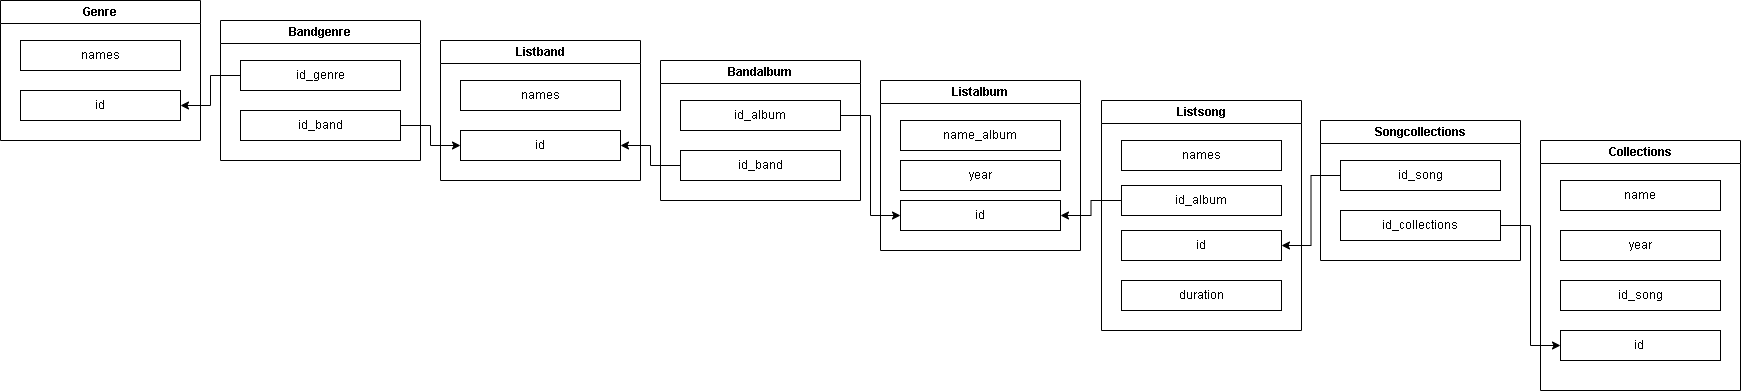 Genre
names
id
Bandgenre
id_genre
id_band
Listband
names
id
Bandalbum
id_album
id_band
Listalbum
name_album
year
id
Listsong
names
id_album
id
duration
Songcollections
id_song
id_collections
Collections
name
year
id_song
id